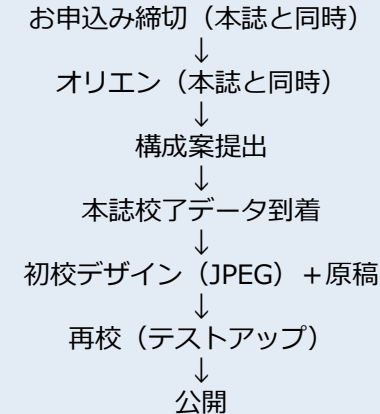 お申込み締切（本誌と同時）
↓
オリエン（本誌と同時）
↓
構成案提出
↓
本誌校了データ到着
↓
初校デザイン（JPEG）＋原稿
↓
再校（テストアップ）
↓
公開